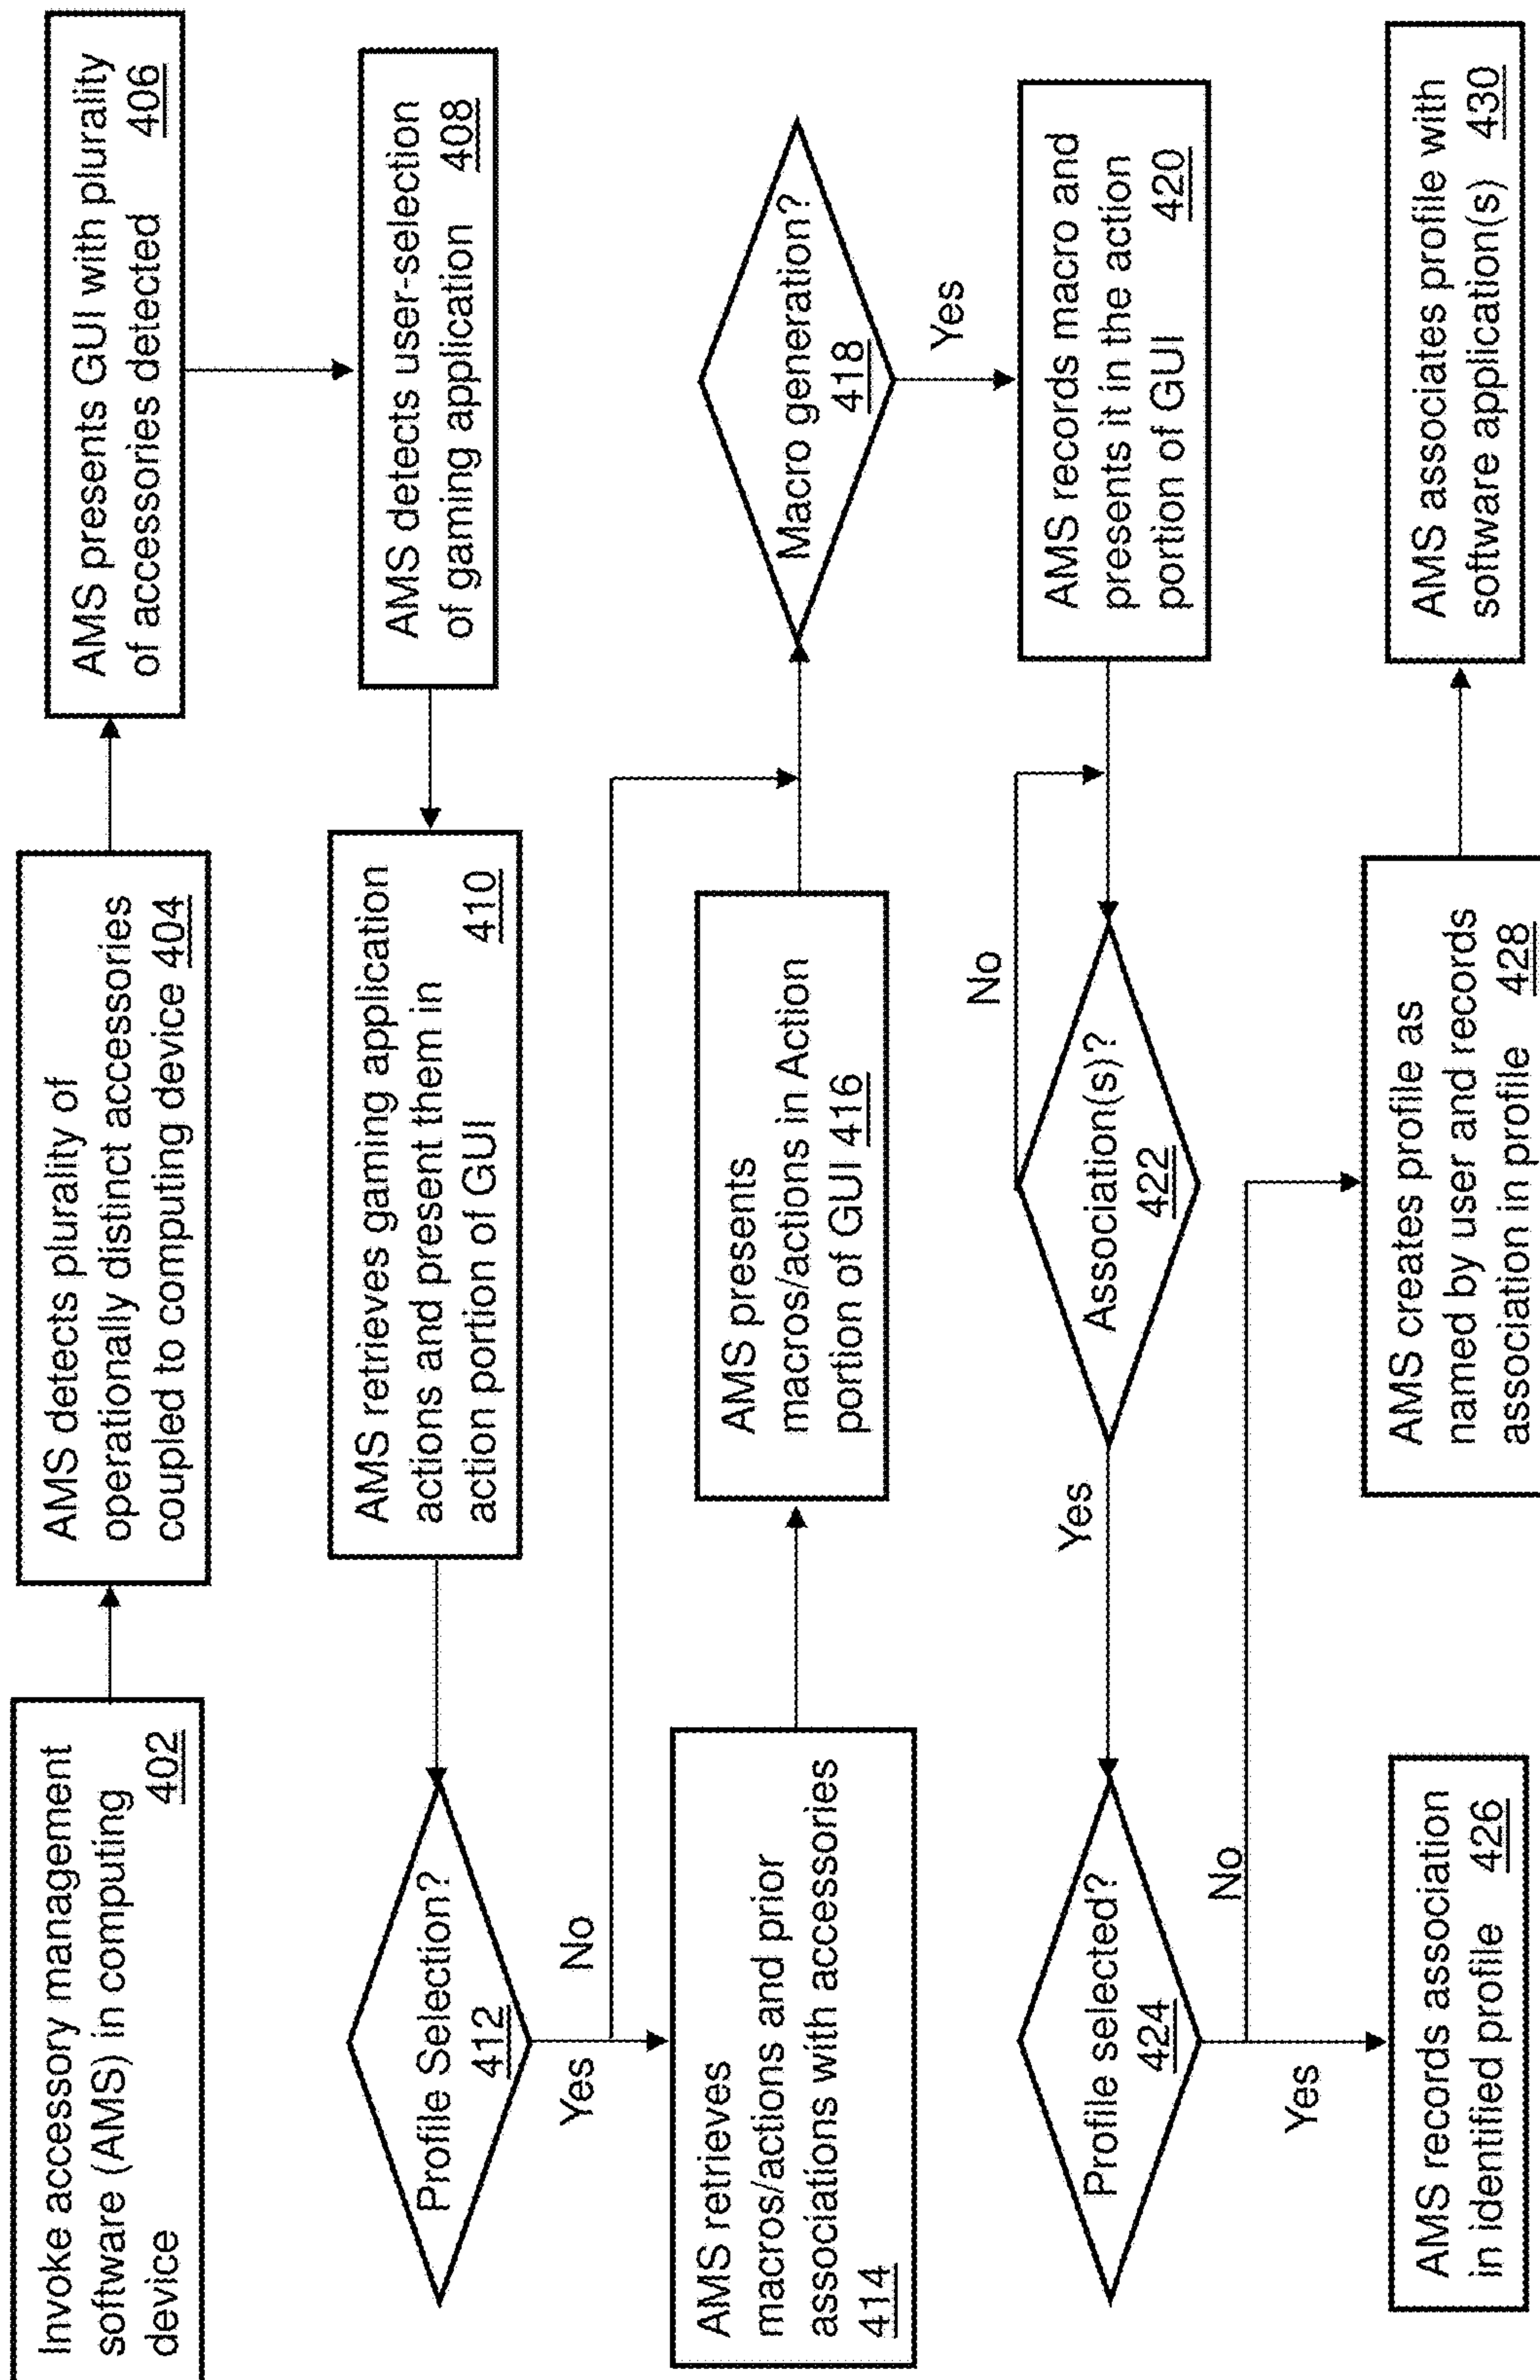 Invoke accessory management
software (AMS) in computing
device 402
AMS detects plurality of
operationally distinct accessories
coupled to computing device 404
AMS presents GUI with plurality
of accessories detected 406
AMS detects user-selection
of gaming application 408
AMS retrieves gaming application
actions and present them in
action portion of GUI 410
Profile Selection?
412
Yes
No
AMS retrieves
macros/actions and prior
associations with accessories
414
AMS presents
macros/actions in Action
portion of GUI 416
Macro generation?
418
Yes
AMS records macro and
presents it in the action
portion of GUI 420
Association(s)?
422
No
Yes
Profile selected?
424
Yes
No
AMS records association
in identified profile 426
AMS creates profile as
named by user and records
association in profile 428
AMS associates profile with
software application(s) 430